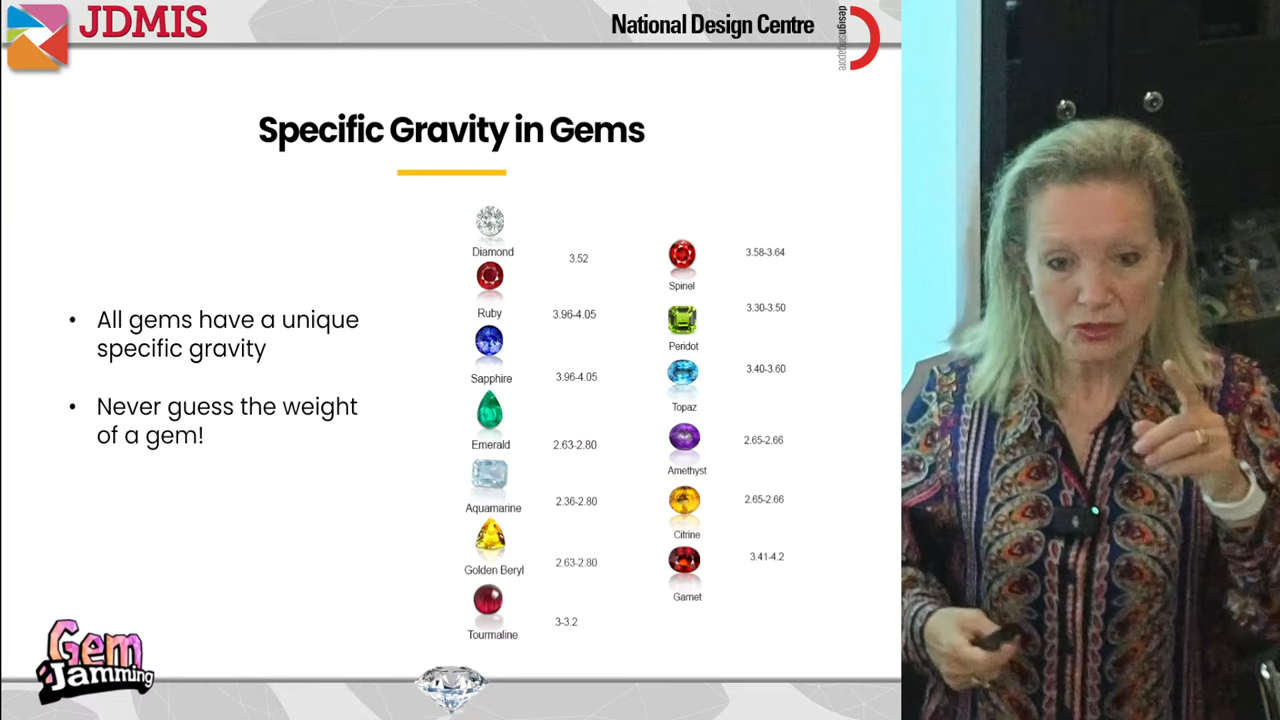 JDMIS
National Design Centre
designsingapore
Specific Gravity in Gems
• All gems have a unique
specific gravity
• Never guess the weight
of a gem!
Diamond
3.52
Ruby
3.96-4.05
Sapphire
3.96-4.05
Emerald
2.63-2.80
Aquamarine
2.36-2.80
Golden Beryl
2.63-2.80
Tourmaline
3-3.2
Spinel
3.58-3.64
Peridot
3.30-3.50
Topaz
3.40-3.60
Amethyst
2.65-2.66
Citrine
2.65-2.66
Garnet
3.41-4.2
Gem
Jamming